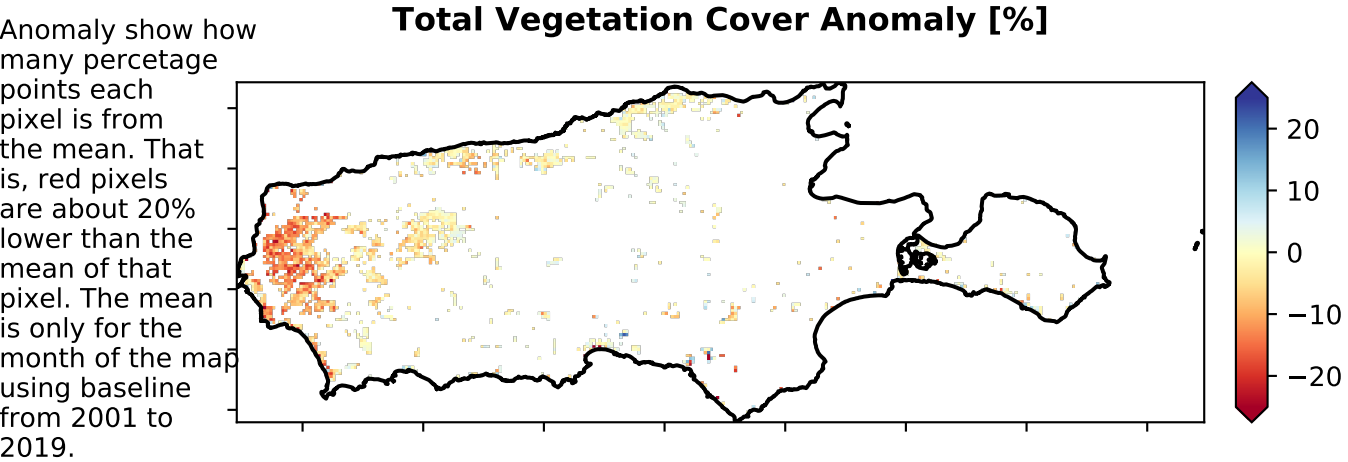 Total Vegetation Cover Anomaly [%]
Anomaly show how
many percetage
points each
pixel is from
the mean. That
is, red pixels
are about 20%
lower than the
mean of that
pixel. The mean
is only for the
month of the map
using baseline
from 2001 to
2019.
20
10
0
−10
−20